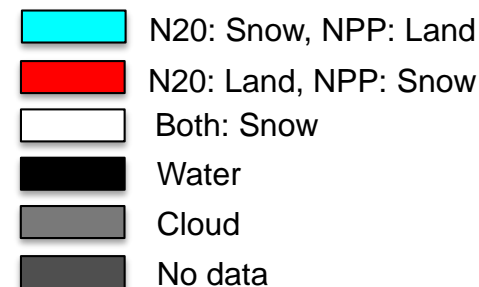 N20: Snow, NPP: Land
N20: Land, NPP: Snow
Both: Snow
Water
Cloud
No data